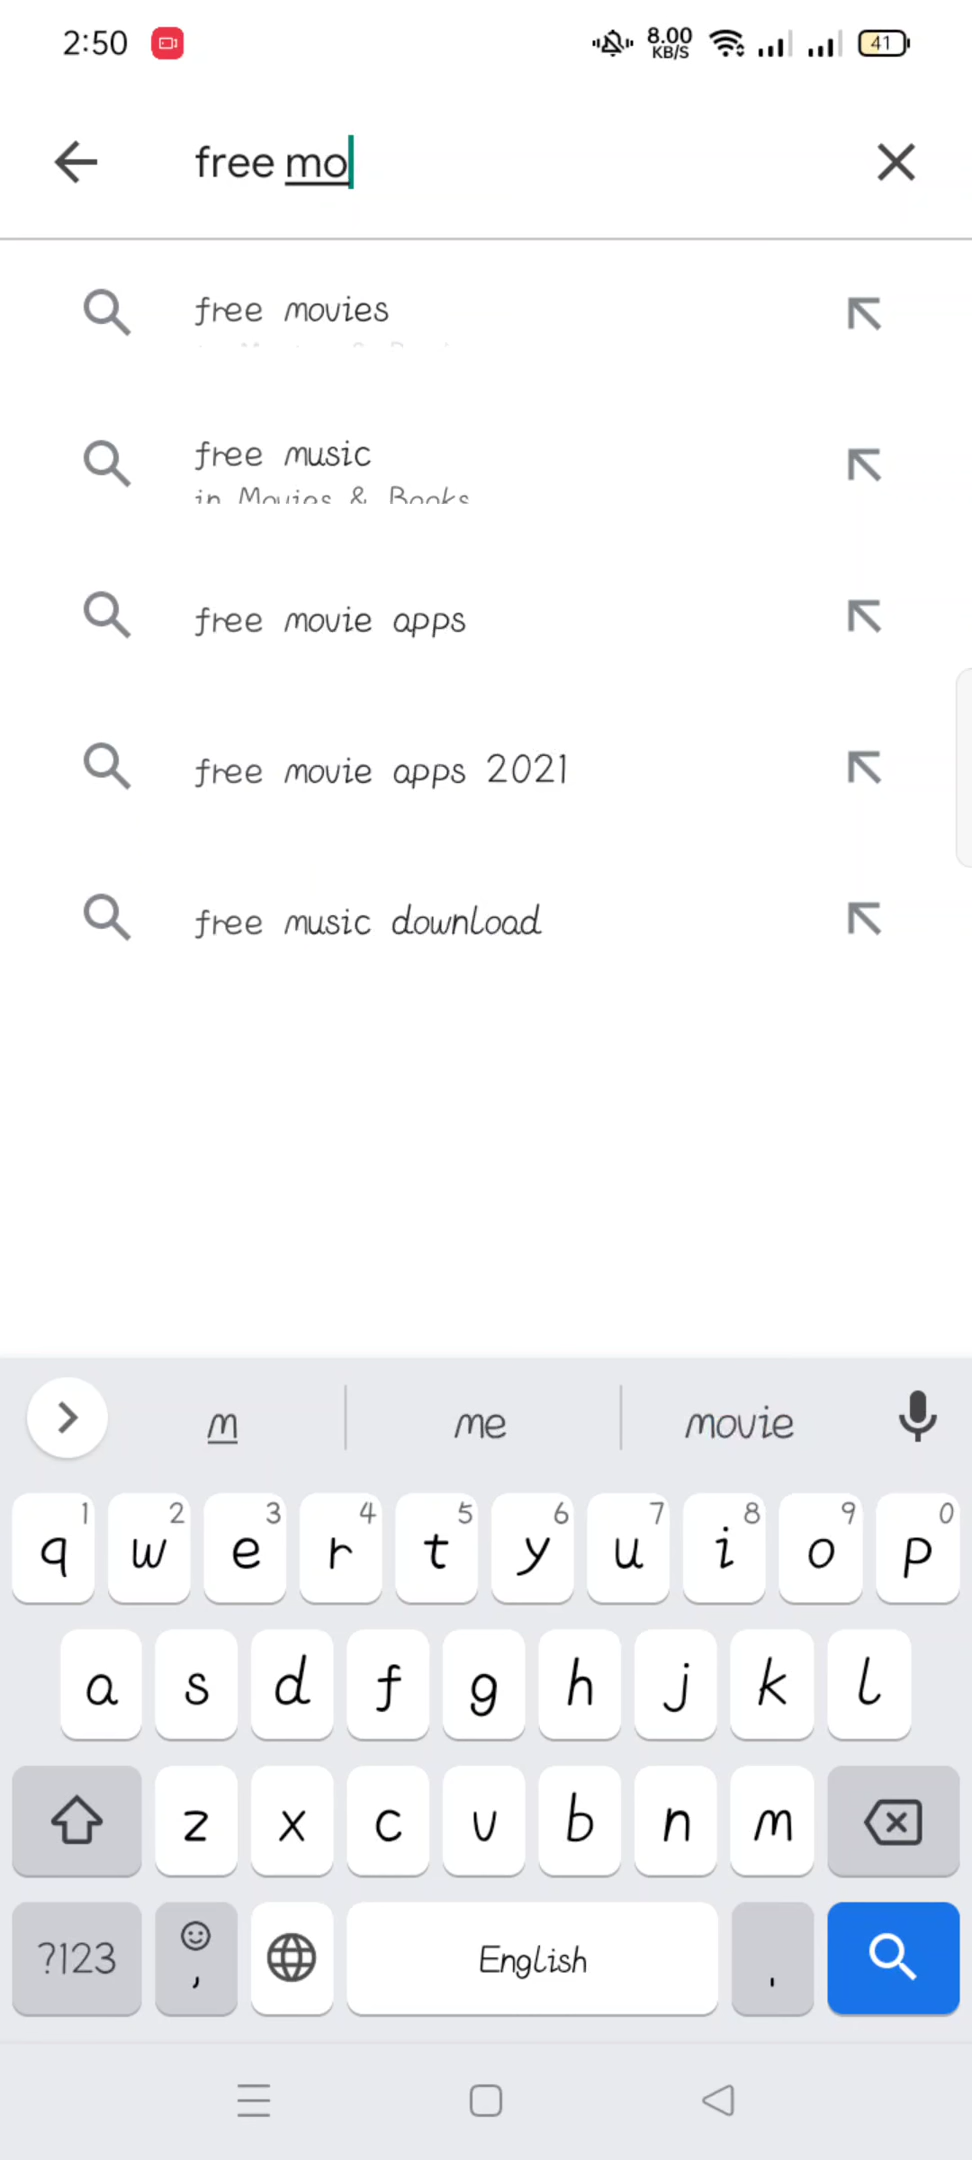 2:50
8.00
KB/S
41
free mo
free movies
free music
in Movies & Books
free movie apps
free movie apps 2021
free music download
m
me
movie
1 2 3 4 5 6 7 8 9 0
q w e r t y u i o p
a s d f g h j k l
z x c v b n m
?123 , English .